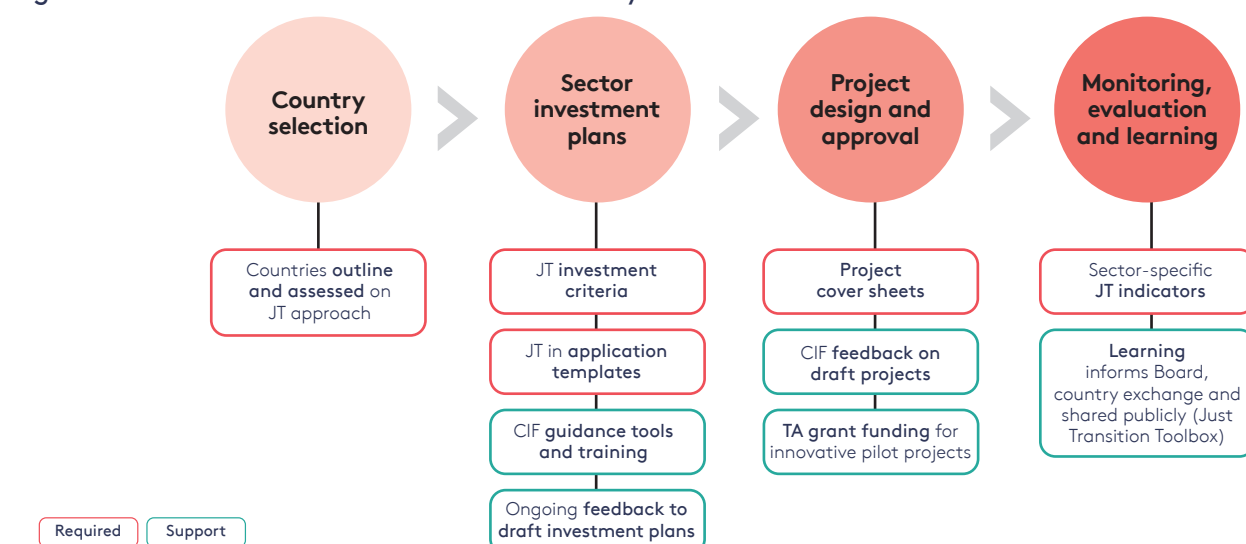 Country
selection
Sector
investment
plans
Project
design and
approval
Monitoring,
evaluation
and learning
Countries outline
and assessed on
JT approach
JT investment
criteria
JT in application
templates
CIF guidance tools
and training
Ongoing feedback to
draft investment plans
Project
cover sheets
CIF feedback on
draft projects
TA grant funding for
innovative pilot projects
Sector-specific
JT indicators
Learning
informs Board,
country exchange and
shared publicly (Just
Transition Toolbox)
Required
Support